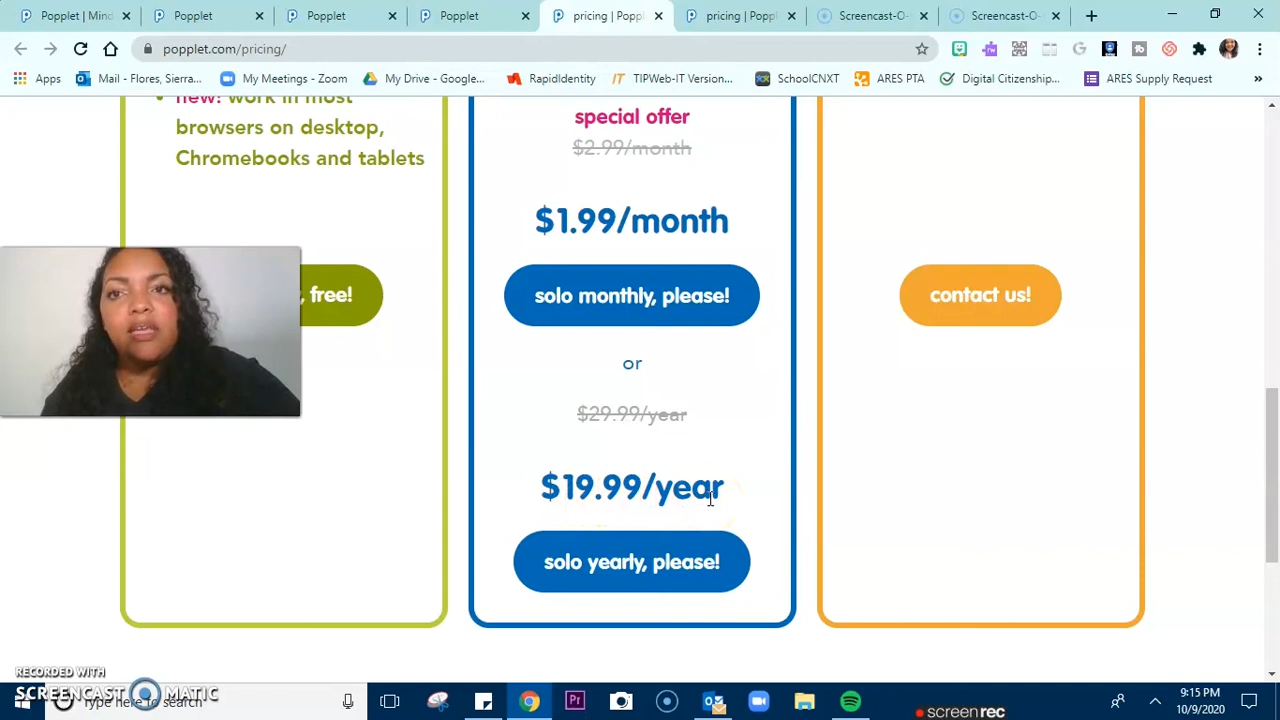 Popplet | Mind
Popplet
Popplet
Popplet
pricing | Popp
pricing | Popp
Screencast-O-
Screencast-O-
popplet.com/pricing/
Apps
Mail - Flores, Sierra...
My Meetings - Zoom
My Drive - Google...
RapidIdentity
TIPWeb-IT Version...
SchoolCNXT
ARES PTA
Digital Citizenship...
ARES Supply Request
new! work in most
browsers on desktop,
Chromebooks and tablets
, free!
special offer
$2.99/month
$1.99/month
solo monthly, please!
or
$29.99/year
$19.99/year
solo yearly, please!
contact us!
RECORDED WITH
SCREENCAST MATIC
Type here to search
Pr
screenrec
9:15 PM
10/9/2020